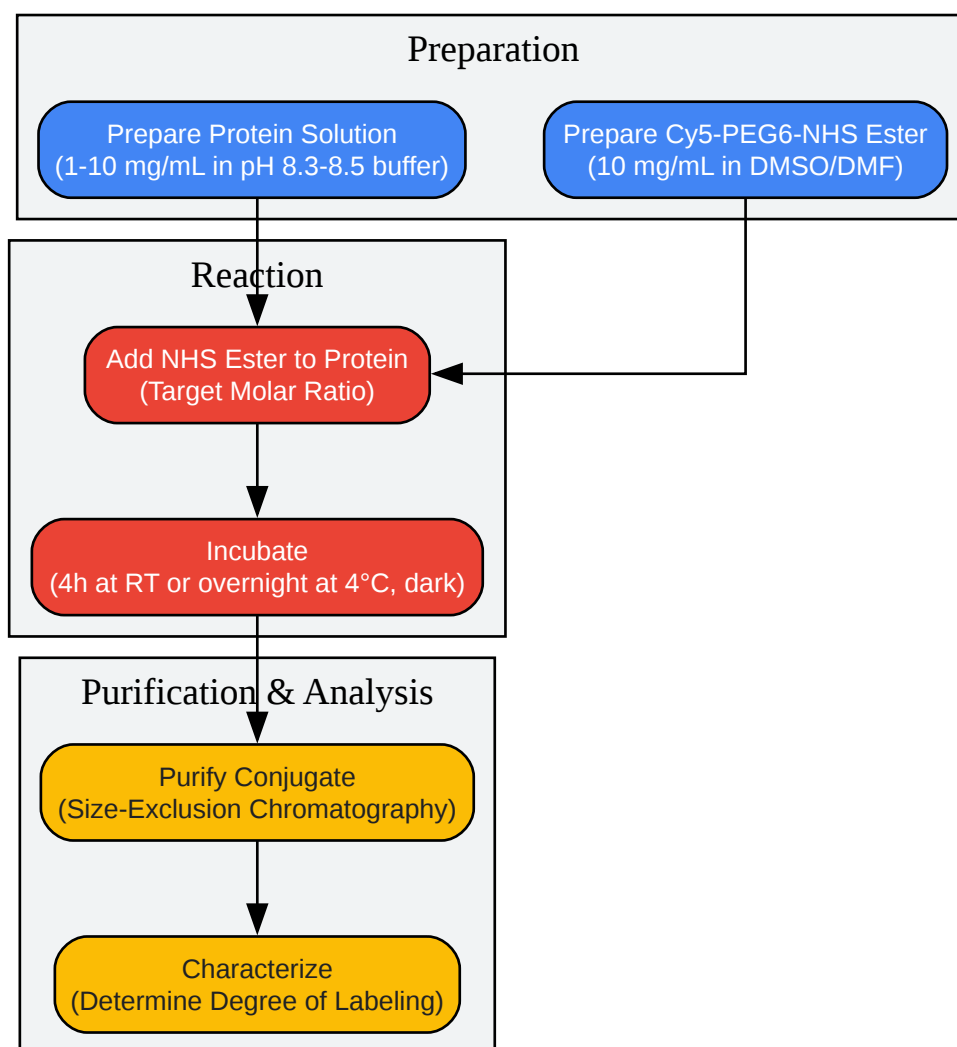 Preparation
Prepare Protein Solution
(1-10 mg/mL in pH 8.3-8.5 buffer)
Prepare Cy5-PEG6-NHS Ester
(10 mg/mL in DMSO/DMF)
Reaction
Add NHS Ester to Protein
(Target Molar Ratio)
Incubate
(4h at RT or overnight at 4°C, dark)
Purification & Analysis
Purify Conjugate
(Size-Exclusion Chromatography)
Characterize
(Determine Degree of Labeling)